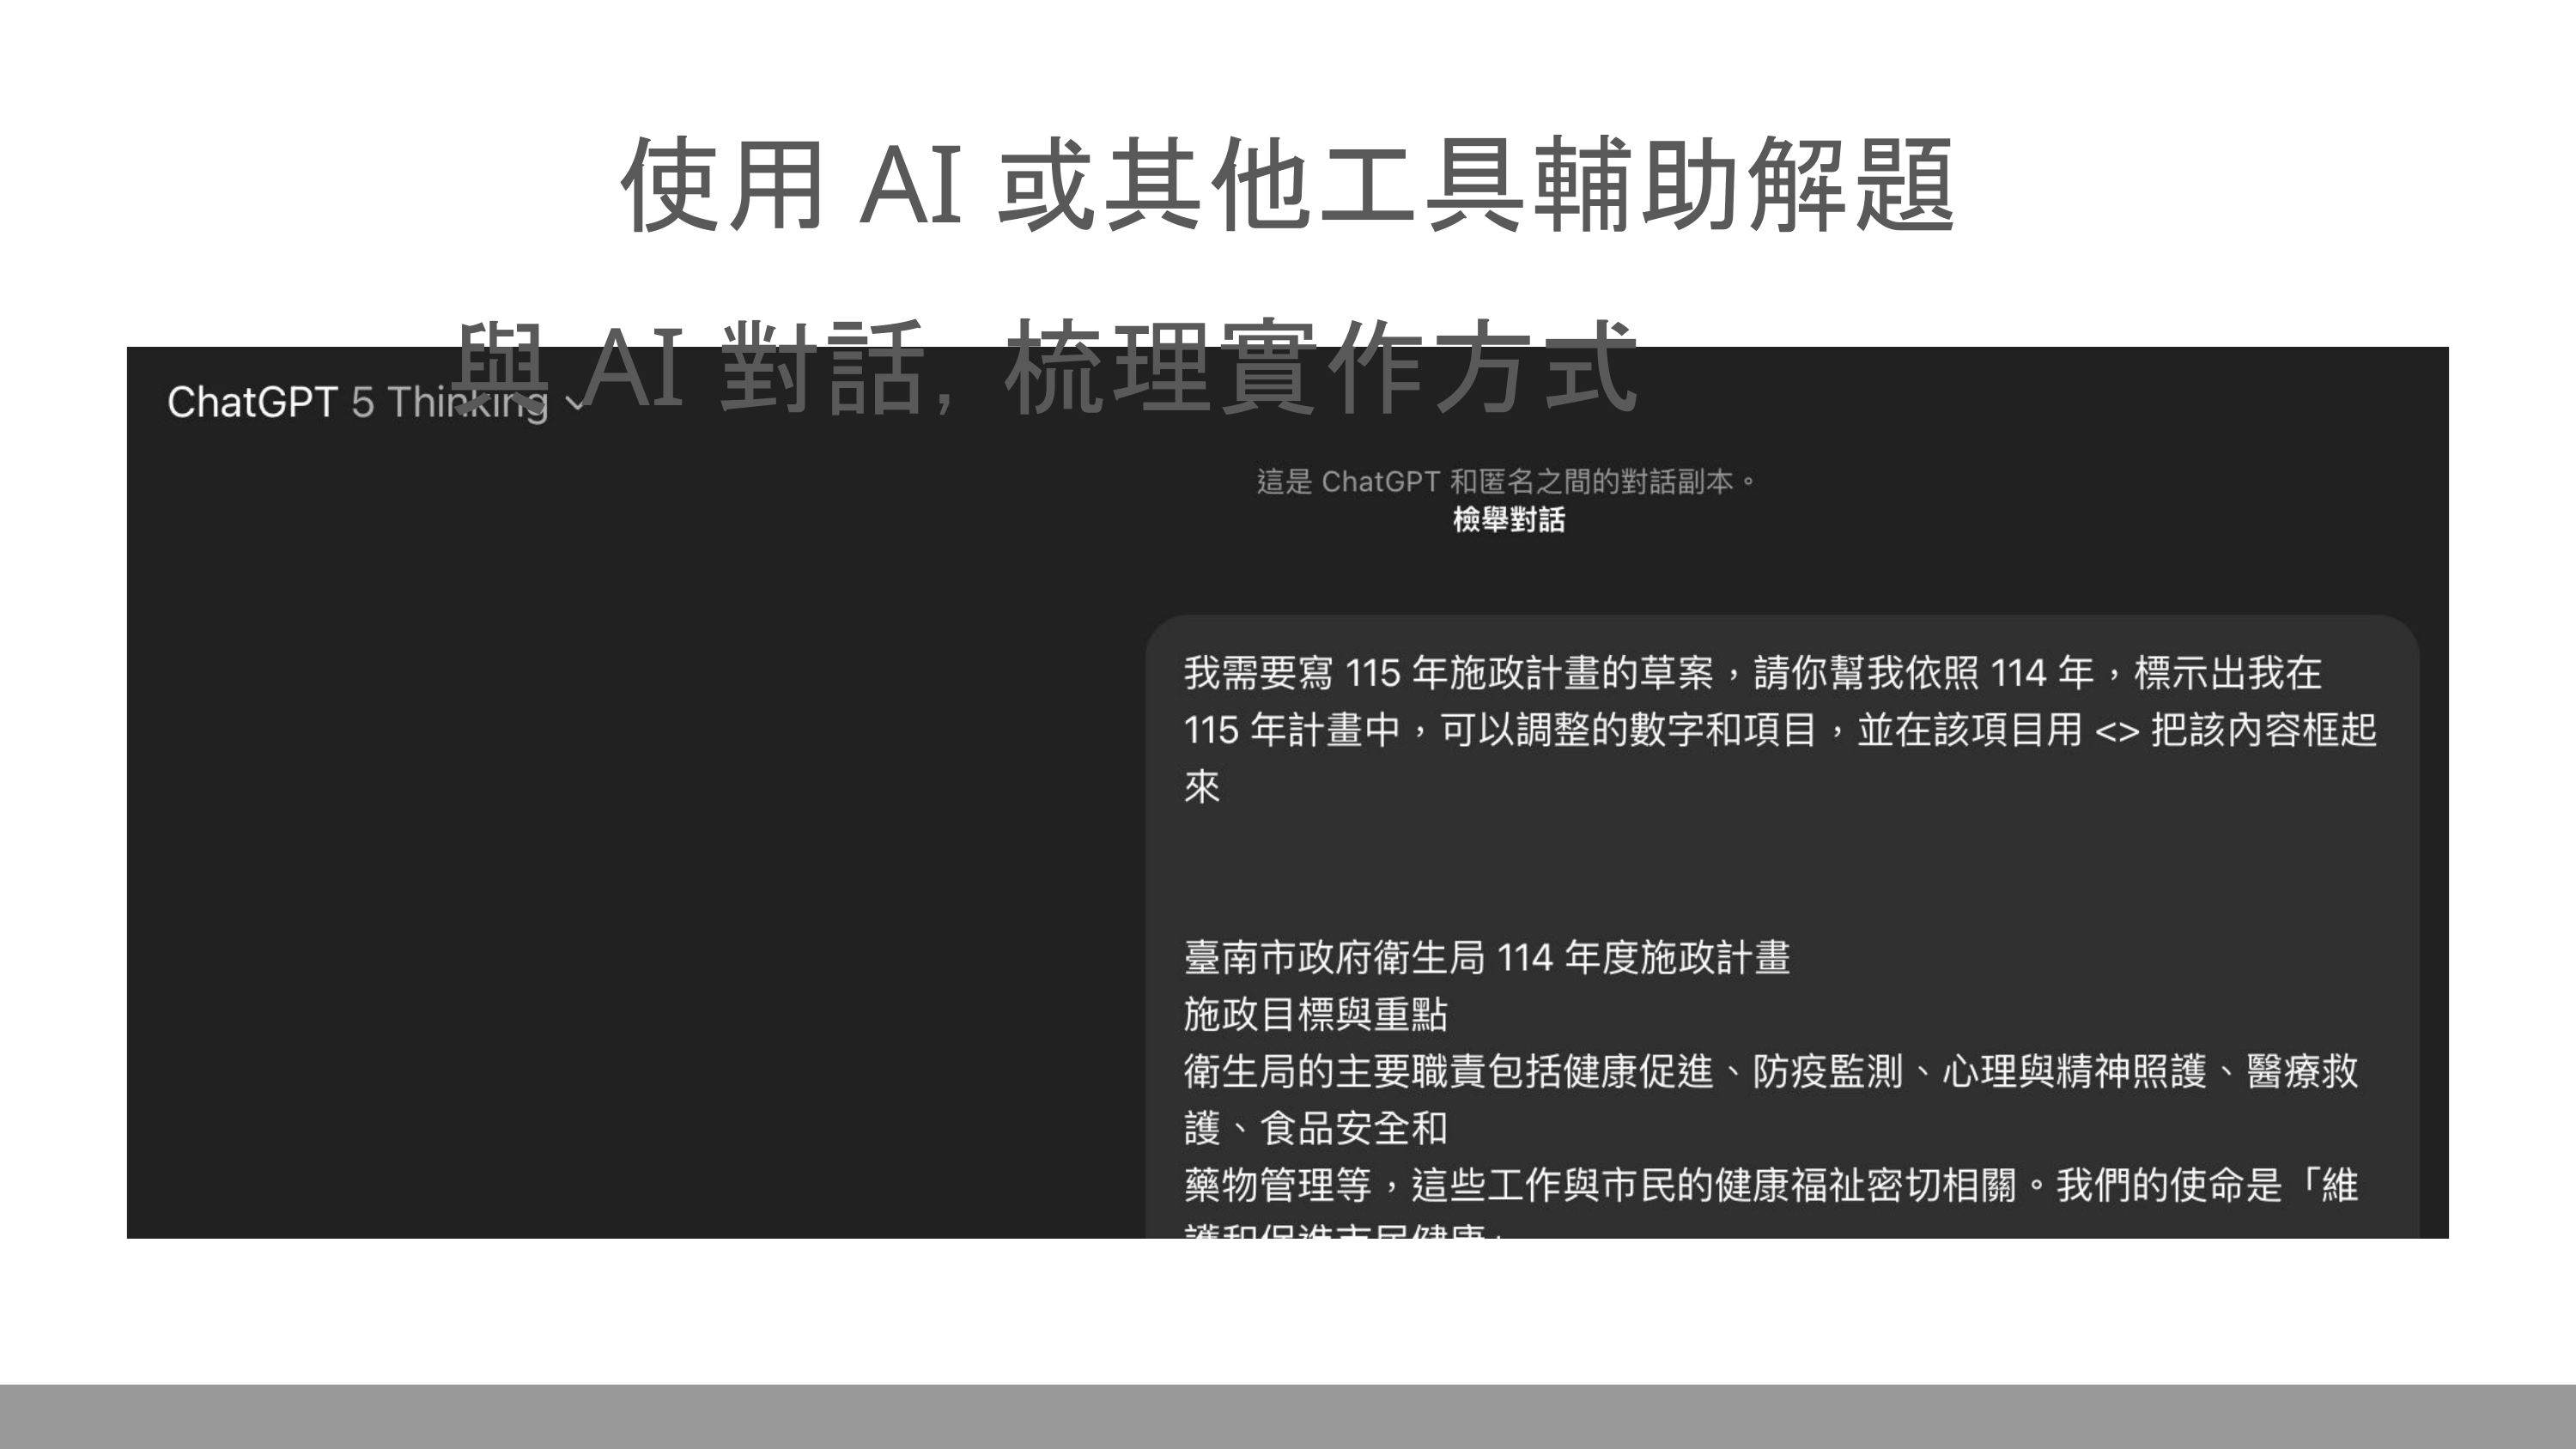 使用 AI 或其他工具輔助解題
與 AI 對話, 梳理實作方式
ChatGPT 5 Thinking
這是 ChatGPT 和匿名之間的對話副本。
檢舉對話
我需要寫 115 年施政計畫的草案，請你幫我依照 114 年，標示出我在
115 年計畫中，可以調整的數字和項目，並在該項目用 <> 把該內容框起
來
臺南市政府衛生局 114 年度施政計畫
施政目標與重點
衛生局的主要職責包括健康促進、防疫監測、心理與精神照護、醫療救
護、食品安全和
藥物管理等，這些工作與市民的健康福祉密切相關。我們的使命是「維